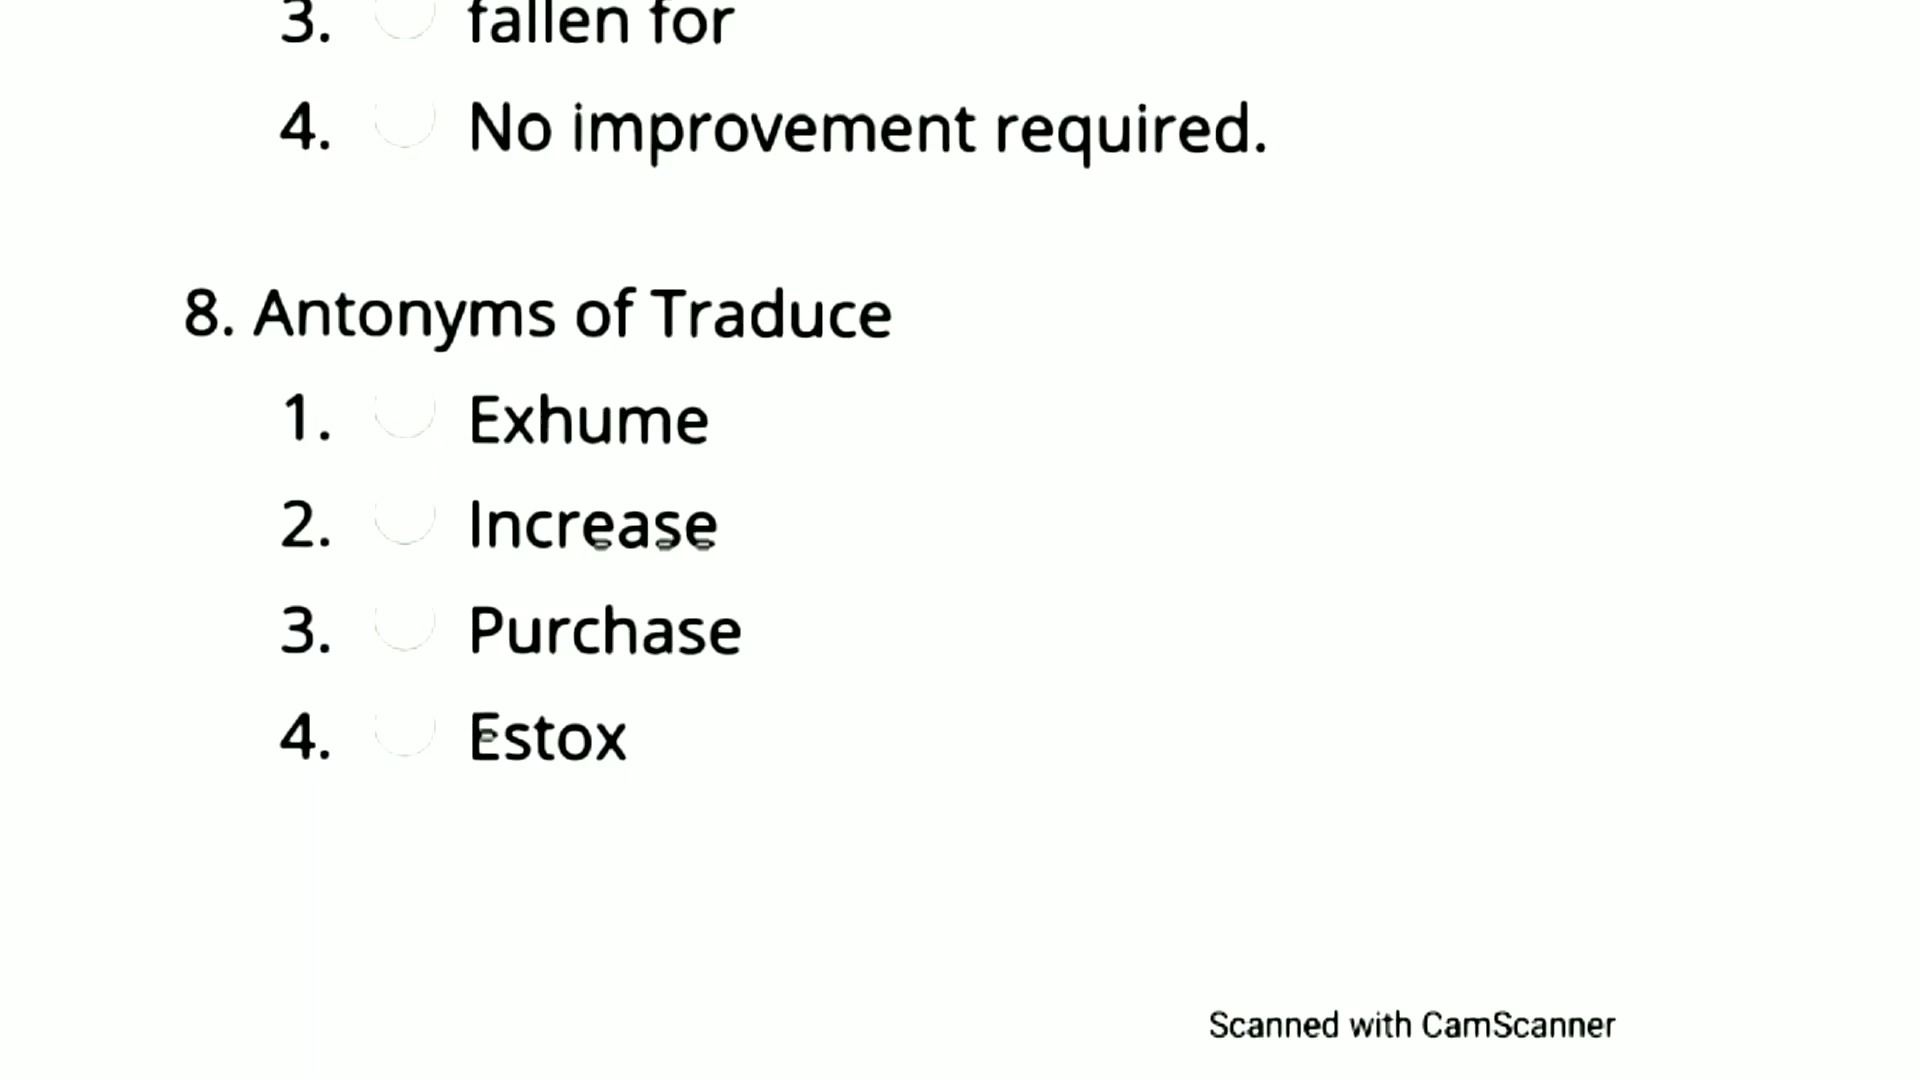 3. fallen for
4. No improvement required.
8. Antonyms of Traduce
1. Exhume
2. Increase
3. Purchase
4. Estox
Scanned with CamScanner